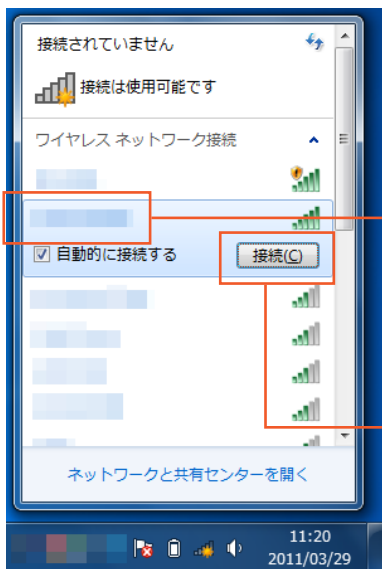 接続されていません
接続は使用可能です
ワイヤレス ネットワーク接続
自動的に接続する
接続(C)
ネットワークと共有センターを開く
11:20
2011/03/29